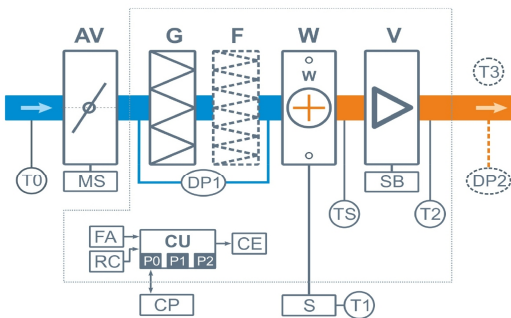 AV G F W V
W
T3
T0
MS
DP1
TS
SB
T2
DP2
FA
CU
CE
RC
P0 P1 P2
CP
S
T1